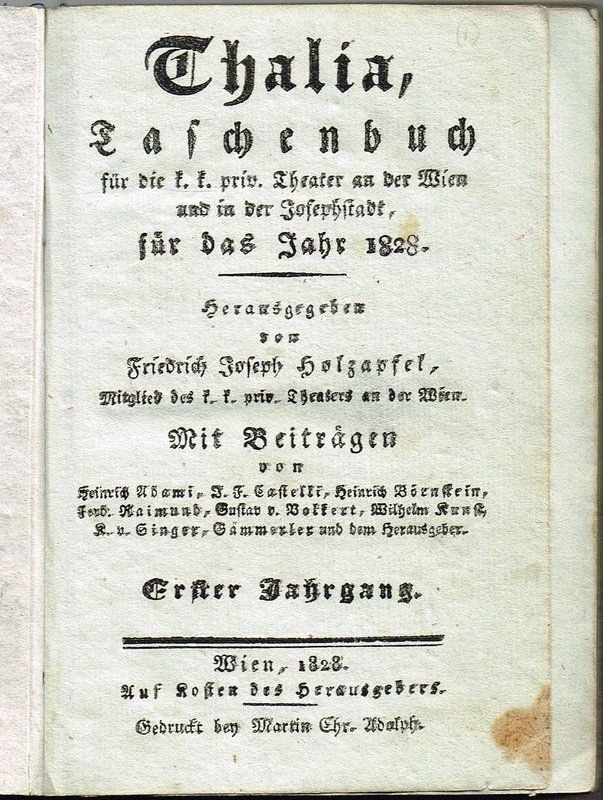 (1)
Thalia,
Taschenbuch
für die k. k. priv. Theater an der Wien
und in der Josephstadt,
für das Jahr 1828.
Herausgegeben
von
Friedrich Joseph Holzapfel,
Mitglied des k. k. priv. Theaters an der Wien.
Mit Beiträgen
von
Heinrich Adami, I. F. Castelli, Heinrich Börnstein,
Ferd. Raimund, Gustav v. Volkert, Wilhelm Kunst,
K. v. Singer, Gämmerler und dem Herausgeber.
Erster Jahrgang.
Wien, 1828.
Auf Kosten des Herausgebers.
Gedruckt bey Martin Chr. Adolph.